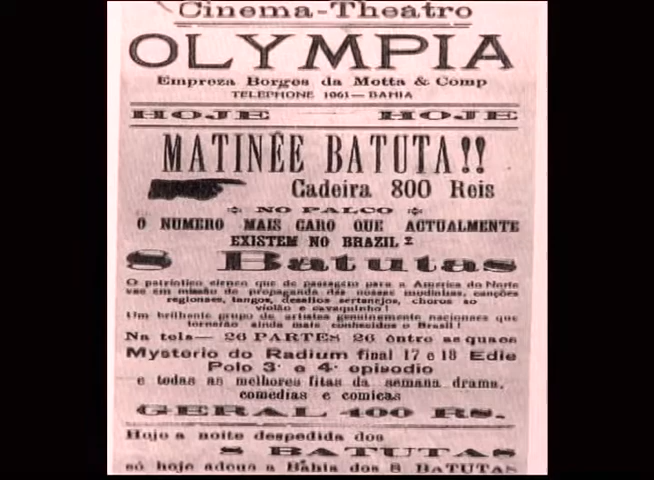 Cinema-Theatro
OLYMPIA
Empreza Borges da Motta & Comp
TELEPHONE 1061 — BAHIA
HOJE HOJE
MATINÊE BATUTA!!
Cadeira 800 Reis
NO PALCO
O NUMERO MAIS CARO QUE ACTUALMENTE
EXISTEM NO BRAZIL
8 Batutas
O patriotico elenco que de passagem para a America do Norte
vae em missão de propaganda das nossas modinhas, canções
regionaes, tangos, desafios sertanejos, choros ao
violão e cavaquinho!
Um brilhante grupo de artistas genuinamente nacionaes que
tornarão ainda mais conhecidos o Brasil!
Na tela— 26 PARTES 26 entre as quaes
Mysterio do Radium final 17 e 18 Edie
Polo 3º e 4º episodio
e todas as melhores fitas da semana drama,
comedias e comicas
GERAL 400 RS.
Hoje a noite despedida dos
8 BATUTAS
só hoje adeus a Bahia dos 8 BATUTAS